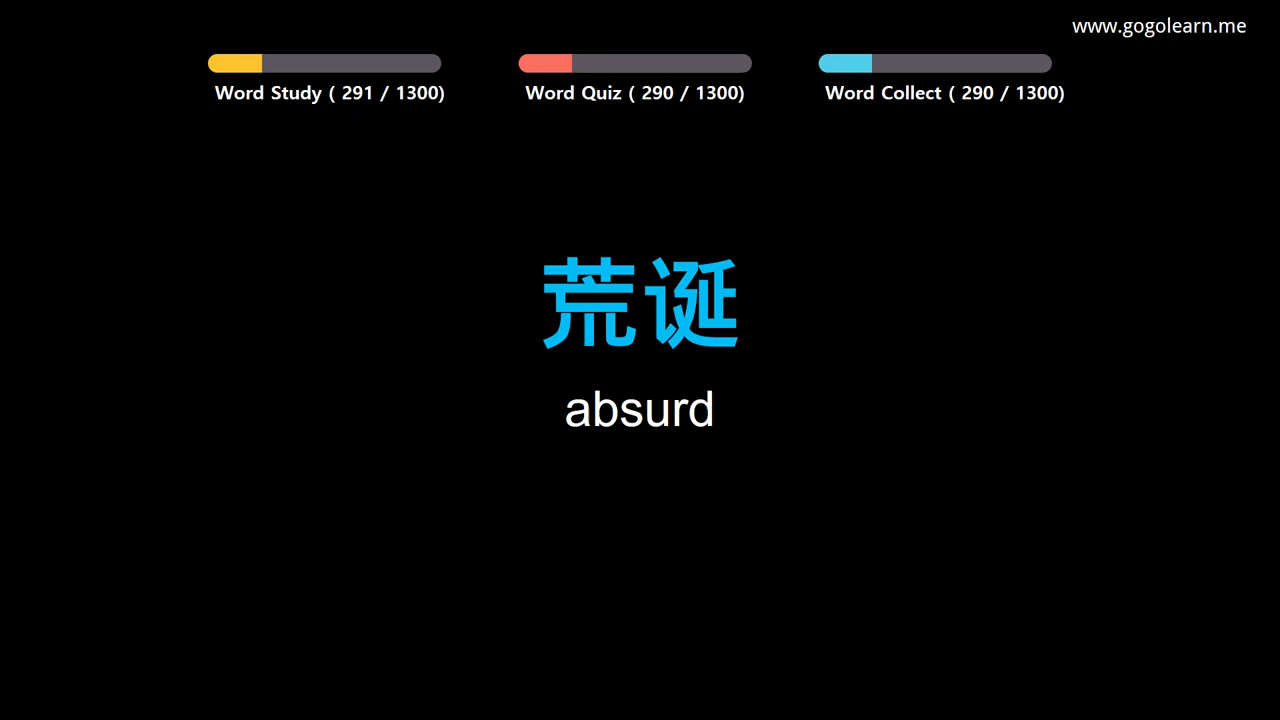 www.gogolearn.me
Word Study ( 291 / 1300)
Word Quiz ( 290 / 1300)
Word Collect ( 290 / 1300)
荒诞
absurd